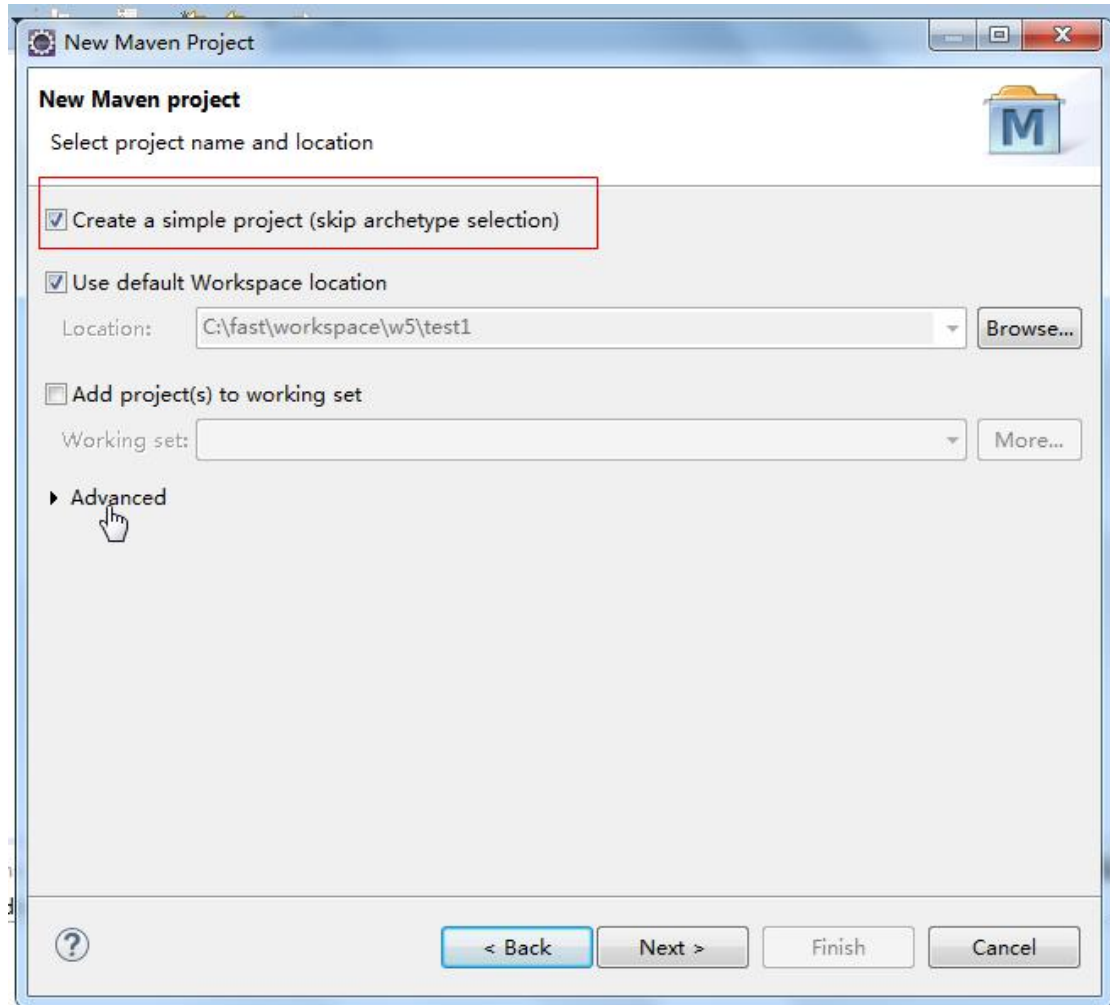 New Maven Project
New Maven project
M
Select project name and location
Create a simple project (skip archetype selection)
Use default Workspace location
Location: C:\fast\workspace\w5\test1 Browse...
Add project(s) to working set
Working set: More...
Advanced
? < Back Next > Finish Cancel